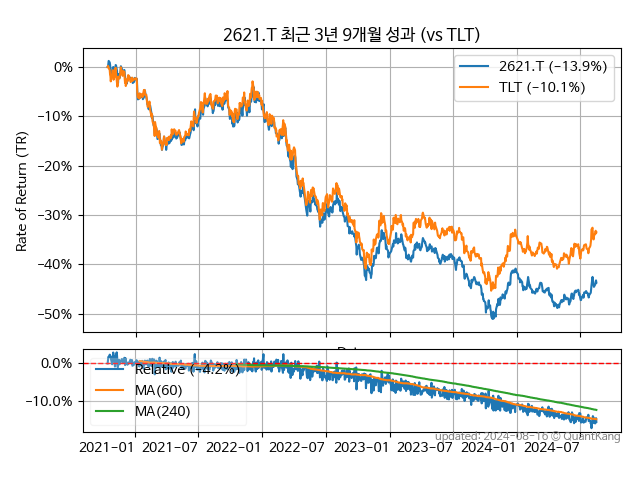 2621.T 최근 3년 9개월 성과 (vs TLT)
0%
−10%
−20%
−30%
−40%
−50%
Rate of Return (TR)
2621.T (−13.9%)
TLT (−10.1%)
0.0%
−10.0%
Relative (−4.2%)
MA(60)
MA(240)
2021−01 2021−07 2022−01 2022−07 2023−01 2023−07 2024−01 2024−07
updated: 2024−08−16 © QuantKang